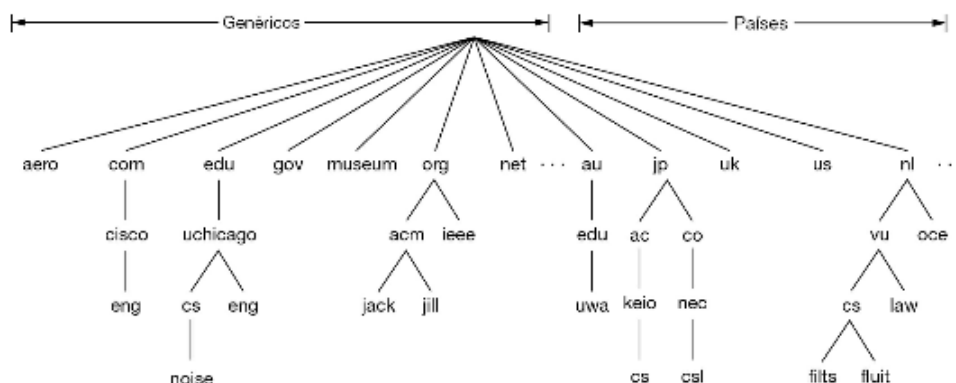 Genéricos Países
aero com edu gov museum org net ... au jp uk us nl ..
cisco uchicago acm ieee edu ac co vu oce
eng cs eng jack jill uwa keio nec cs law
noise cs csl filts fluit